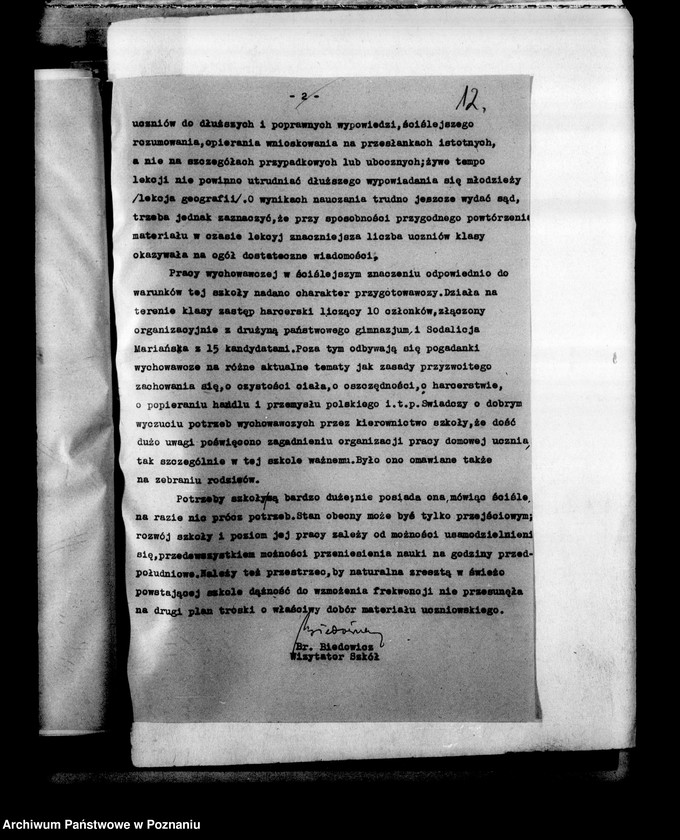 - 2 -
12.
uczniów do dłuższych i poprawnych wypowiedzi,ściślejszego
rozumowania,opierania wnioskowania na przesłankach istotnych,
a nie na szczegółach przypadkowych lub ubocznych;żywe tempo
lekcji nie powinno utrudniać dłuższego wypowiadania się młodzieży
/lekcja geografii/.O wynikach nauczania trudno jeszcze wydać sąd,
trzeba jednak zaznaczyć,że przy sposobności przygodnego powtórzenia
materiału w czasie lekcyj znaczniejsza liczba uczniów klasy
okazywała na ogół dostateczne wiadomości.
Pracy wychowawczej w ściślejszym znaczeniu odpowiednio do
warunków tej szkoły nadano charakter przygotowawczy.Działa na
terenie klasy zastęp harcerski liczący 10 członków,złączony
organizacyjnie z drużyną państwowego gimnazjum,i Sodalicja
Mariańska z 15 kandydatami.Poza tym odbywają się pogadanki
wychowawcze na różne aktualne tematy jak zasady przyzwoitego
zachowania się,o czystości ciała,o oszczędności,o harcerstwie,
o popieraniu handlu i przemysłu polskiego i.t.p.Świadczy o dobrym
wyczuciu potrzeb wychowawczych przez kierownictwo szkoły,że dość
dużo uwagi poświęcono zagadnieniu organizacji pracy domowej ucznia,
tak szczególnie w tej szkole ważnemu.Było ono omawiane także
na zebraniu rodziców.
Potrzeby szkoły są bardzo duże;nie posiada ona,mówiąc ściśle,
na razie nic prócz potrzeb.Stan obecny może być tylko przejściowym;
rozwój szkoły i poziom jej pracy zależy od możności usamodzielnieni
się,przedewszystkiem możności przeniesienia nauki na godziny przed-
południowe.Należy też przestrzec,by naturalna zresztą w świeżo
powstającej szkole dążność do wzmożenia frekwencji nie przesunęła
na drugi plan troski o właściwy dobór materiału uczniowskiego.
Biedowicz
Br. Biedowicz
Wizytator Szkół
Archiwum Państwowe w Poznaniu